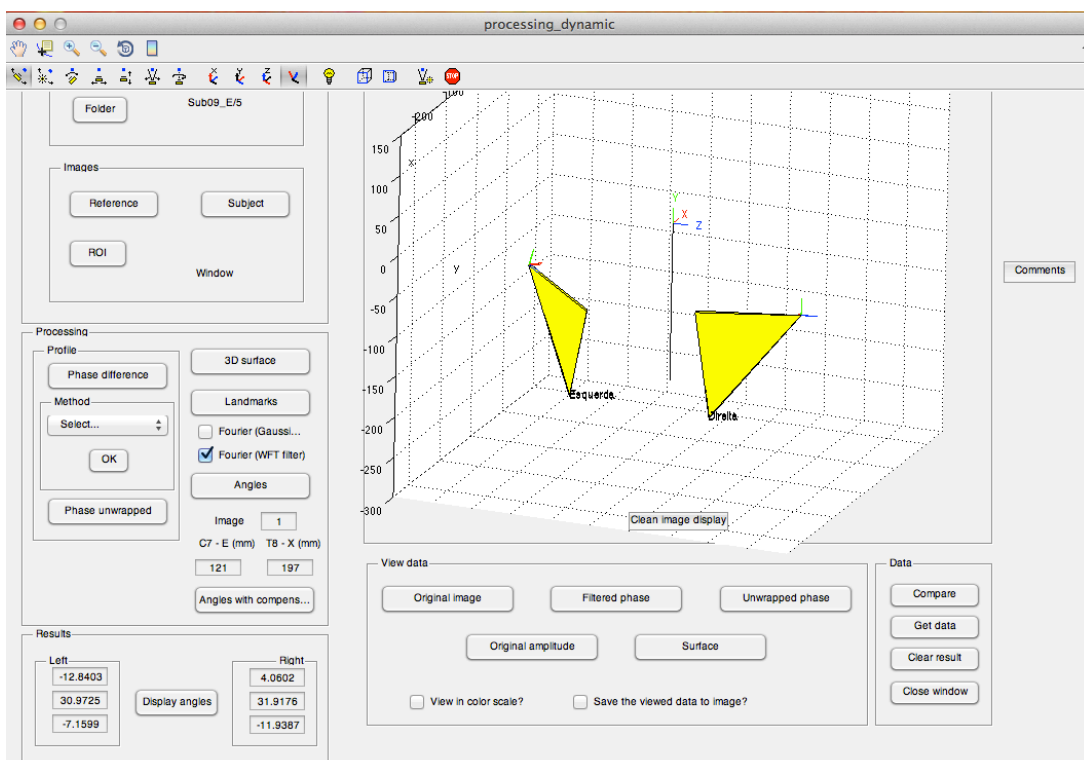 processing_dynamic
Folder
Sub09_E/5
Images
Reference
Subject
ROI
Window
Processing
Profile
Phase difference
Method
Select...
OK
Phase unwrapped
3D surface
Landmarks
Fourier (Gaussi...
Fourier (WFT filter)
Angles
Image 1
C7 - E (mm) T8 - X (mm)
121 197
Angles with compens...
Results
Left
-12.8403
30.9725
-7.1599
Display angles
Right
4.0602
31.9176
-11.9387
-200
150
100
50
0
-50
-100
-150
-200
-250
-300
x
y
Y
X
Z
Esquerda
Direita
Clean image display
Comments
View data
Original image
Filtered phase
Unwrapped phase
Original amplitude
Surface
View in color scale?
Save the viewed data to image?
Data
Compare
Get data
Clear result
Close window
X
Y
Z
STOP